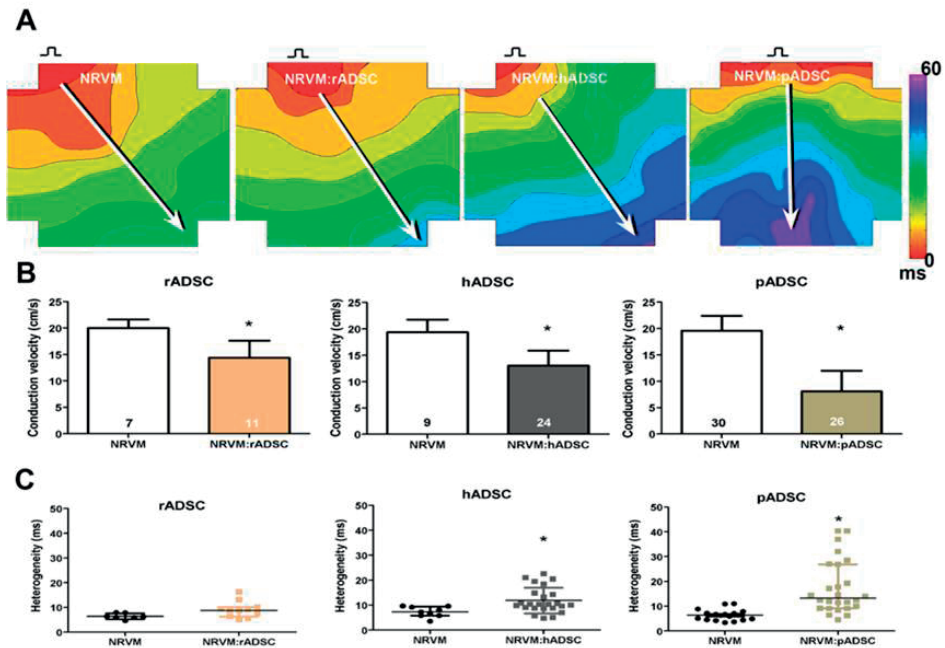 A
NRVM
NRVM:rADSC
NRVM:hADSC
NRVM:pADSC
60
0
ms
B
rADSC
hADSC
pADSC
Conduction velocity (cm/s)
25
20
15
10
5
0
7
11
NRVM
NRVM:rADSC
Conduction velocity (cm/s)
25
20
15
10
5
0
9
24
NRVM
NRVM:hADSC
Conduction velocity (cm/s)
25
20
15
10
5
0
30
26
NRVM
NRVM:pADSC
*
*
*
C
rADSC
hADSC
pADSC
Heterogeneity (ms)
50
40
30
20
10
0
NRVM
NRVM:rADSC
Heterogeneity (ms)
50
40
30
20
10
0
*
NRVM
NRVM:hADSC
Heterogeneity (ms)
50
40
30
20
10
0
*
NRVM
NRVM:pADSC